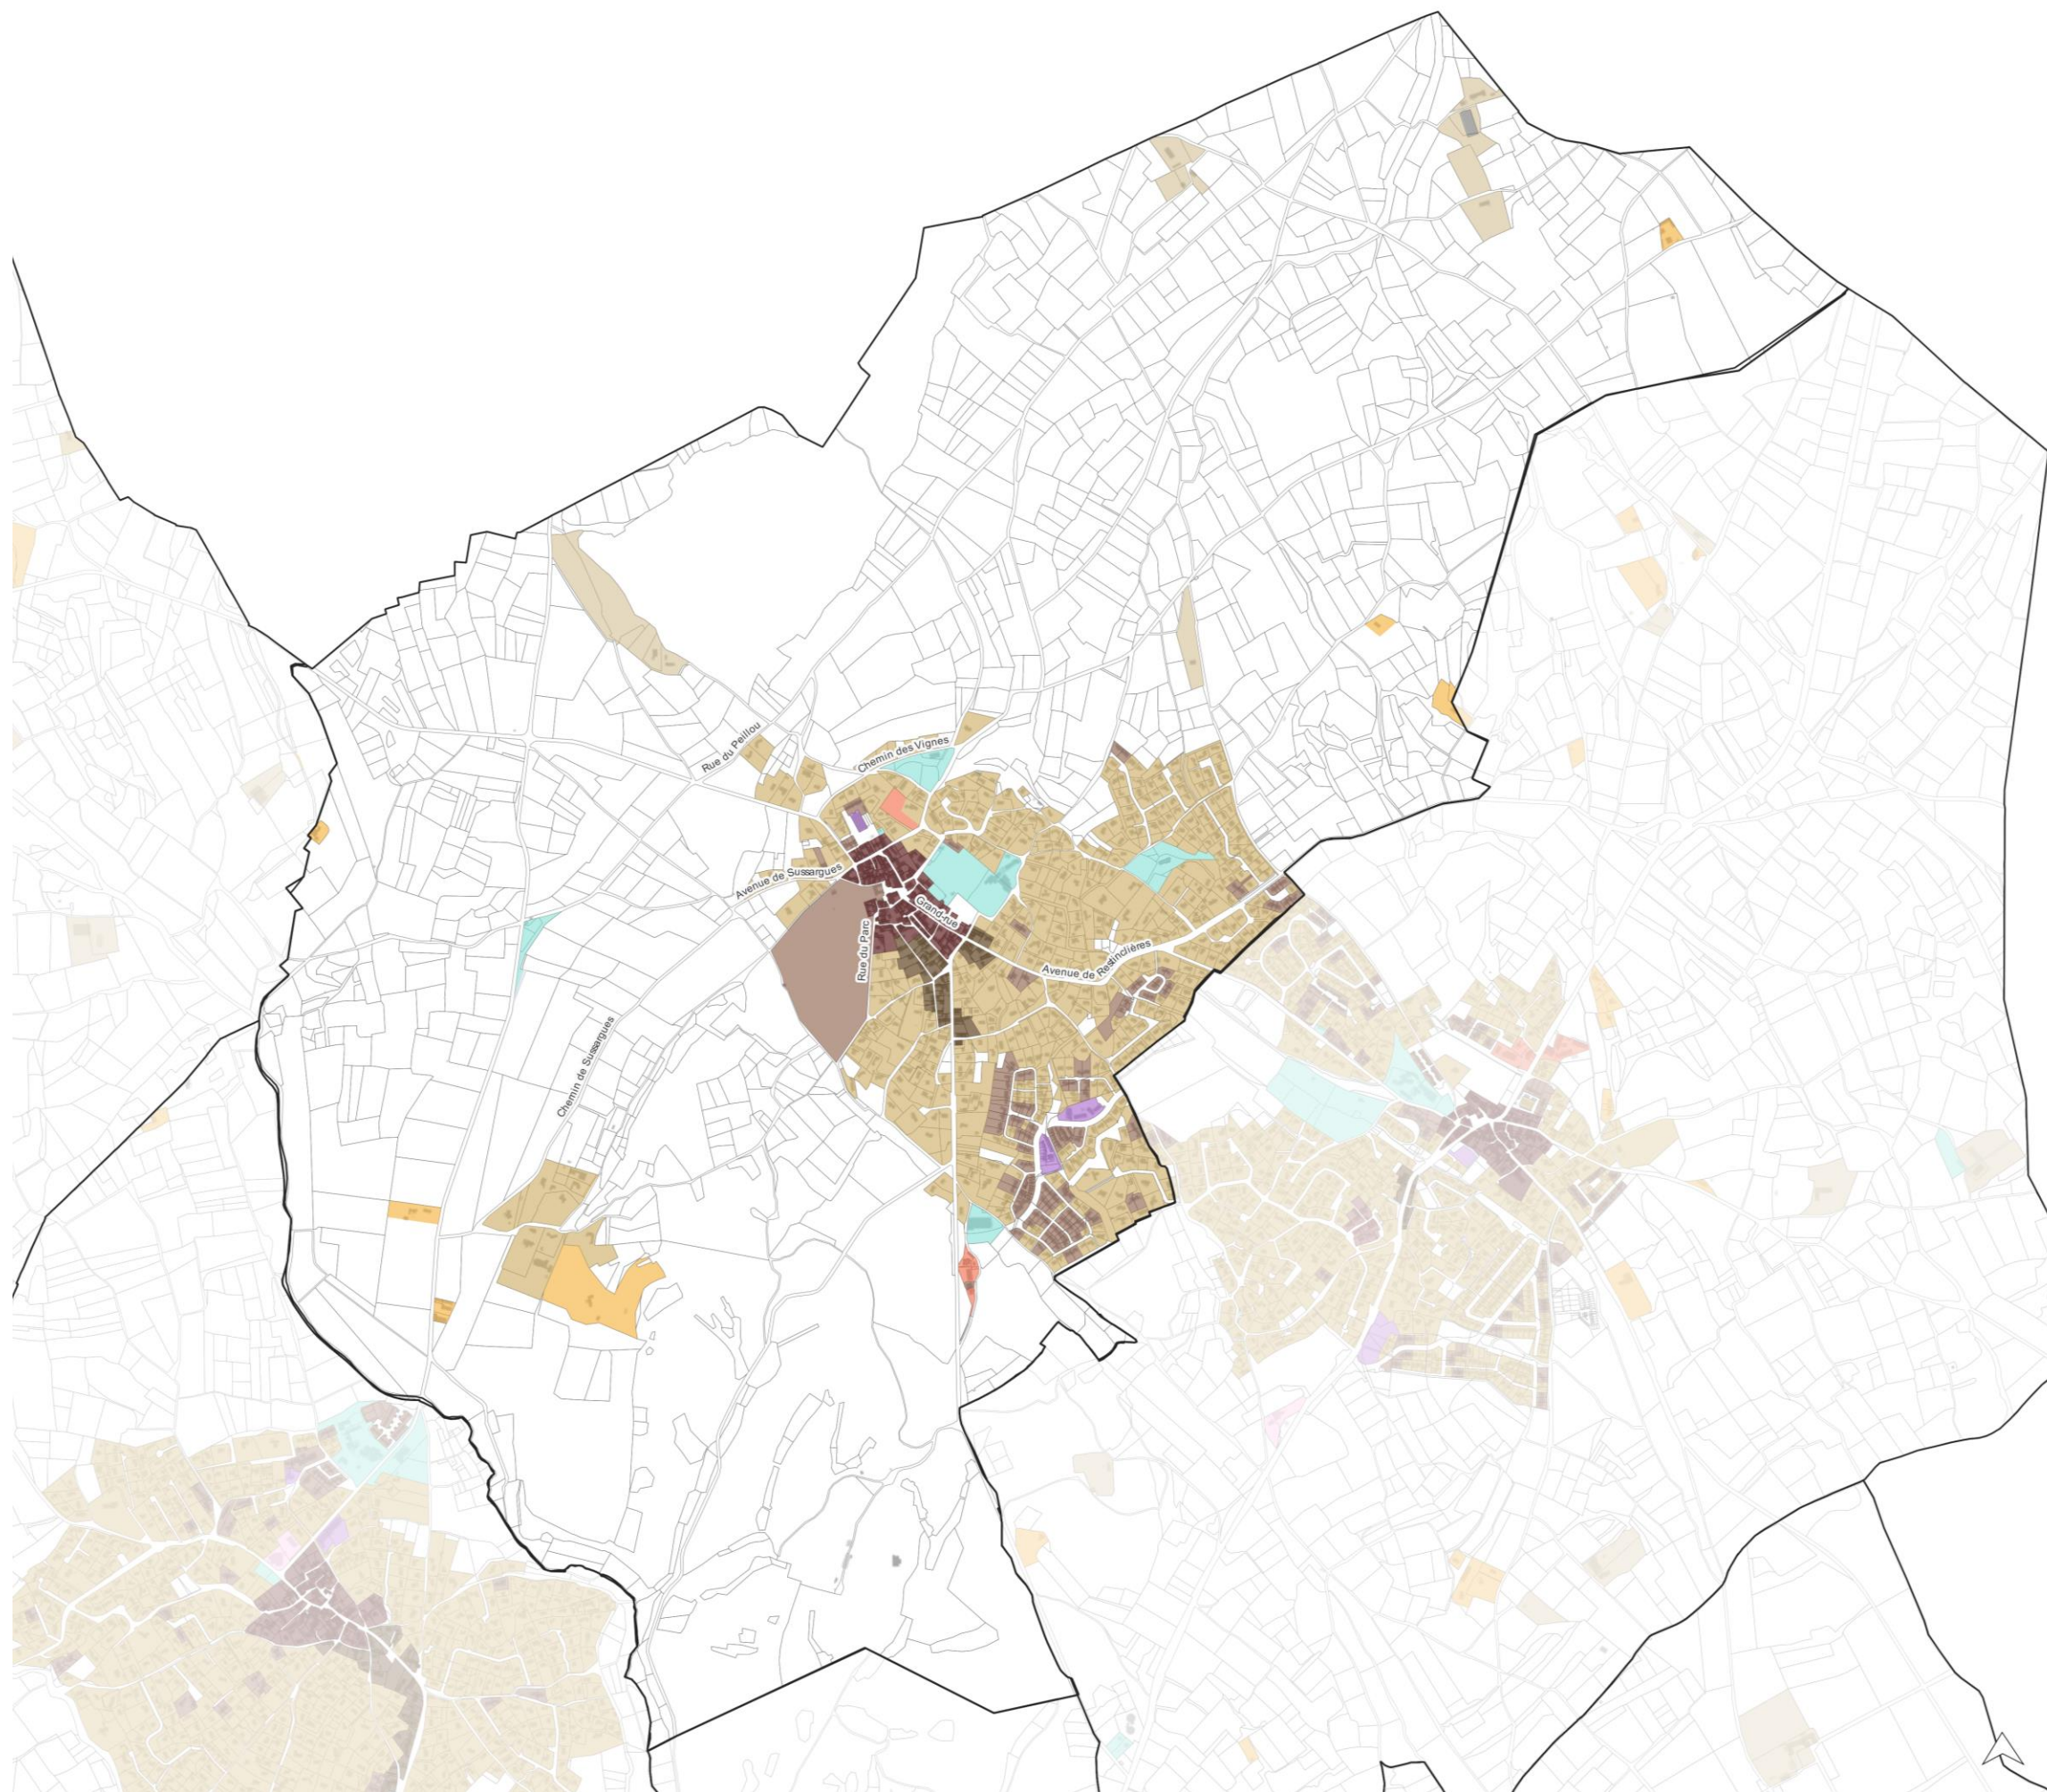 Rue du Peillou
Chemin des Vignes
Avenue de Sussargues
Grand-rue
Rue du Parc
Avenue de Restinclières
Chemin de Sussargues